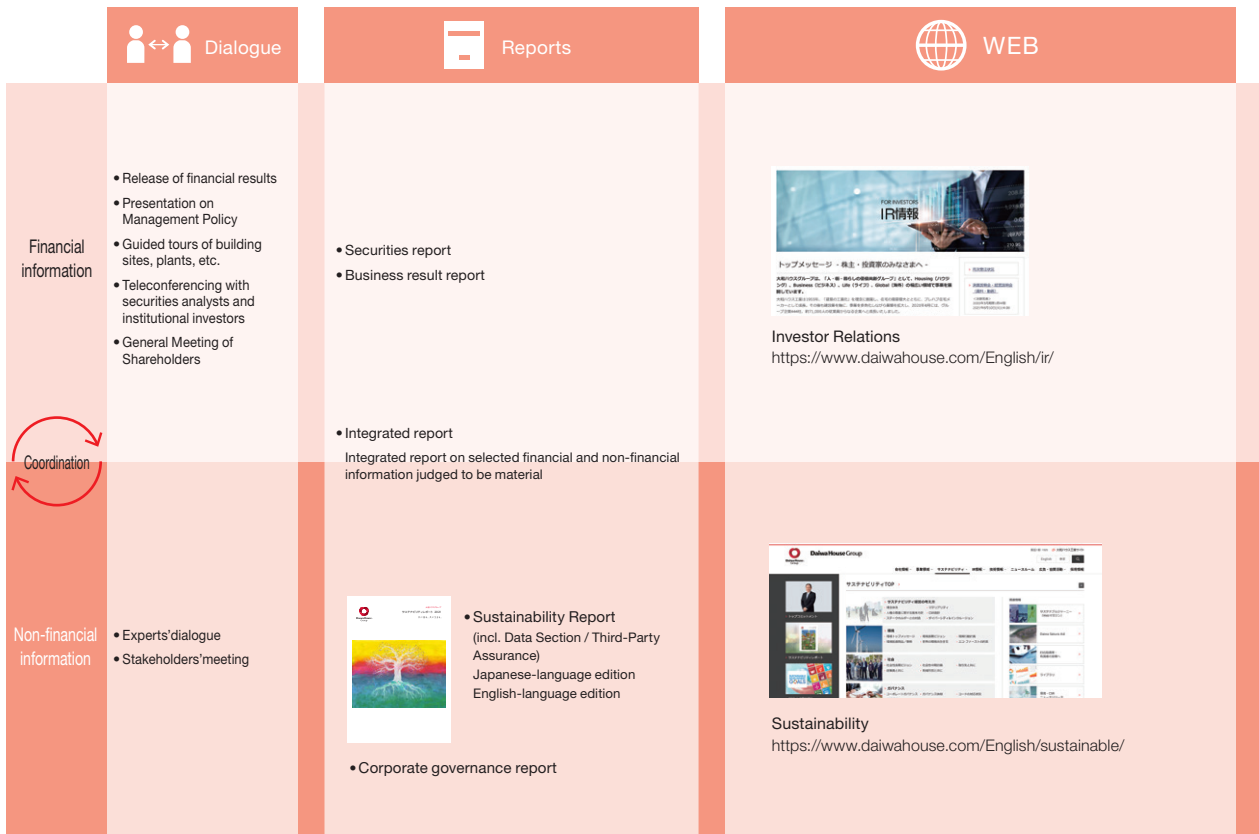 Dialogue
Reports
WEB
Financial
information
• Release of financial results
• Presentation on
Management Policy
• Guided tours of building
sites, plants, etc.
• Teleconferencing with
securities analysts and
institutional investors
• General Meeting of
Shareholders
• Securities report
• Business result report
FOR INVESTORS
IR情報
トップメッセージ - 株主・投資家のみなさまへ -
Investor Relations
https://www.daiwahouse.com/English/ir/
Coordination
• Integrated report
Integrated report on selected financial and non-financial
information judged to be material
Non-financial
information
• Experts'dialogue
• Stakeholders'meeting
• Sustainability Report
(incl. Data Section / Third-Party
Assurance)
Japanese-language edition
English-language edition
• Corporate governance report
Daiwa House Group
English
サステナビリティTOP
Sustainability
https://www.daiwahouse.com/English/sustainable/